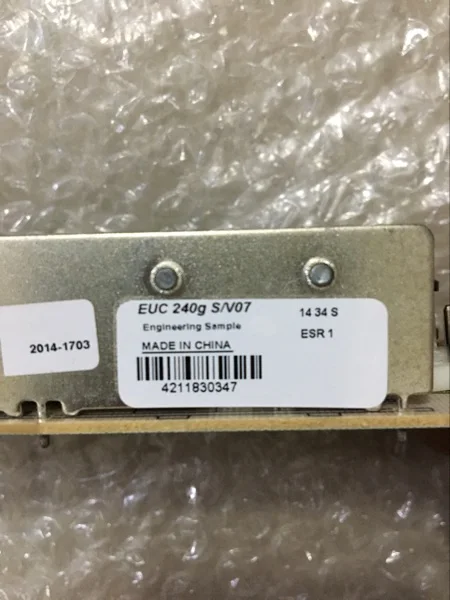 2014-1703
EUC 240g S/V07
14 34 S
Engineering Sample
ESR 1
MADE IN CHINA
4211830347